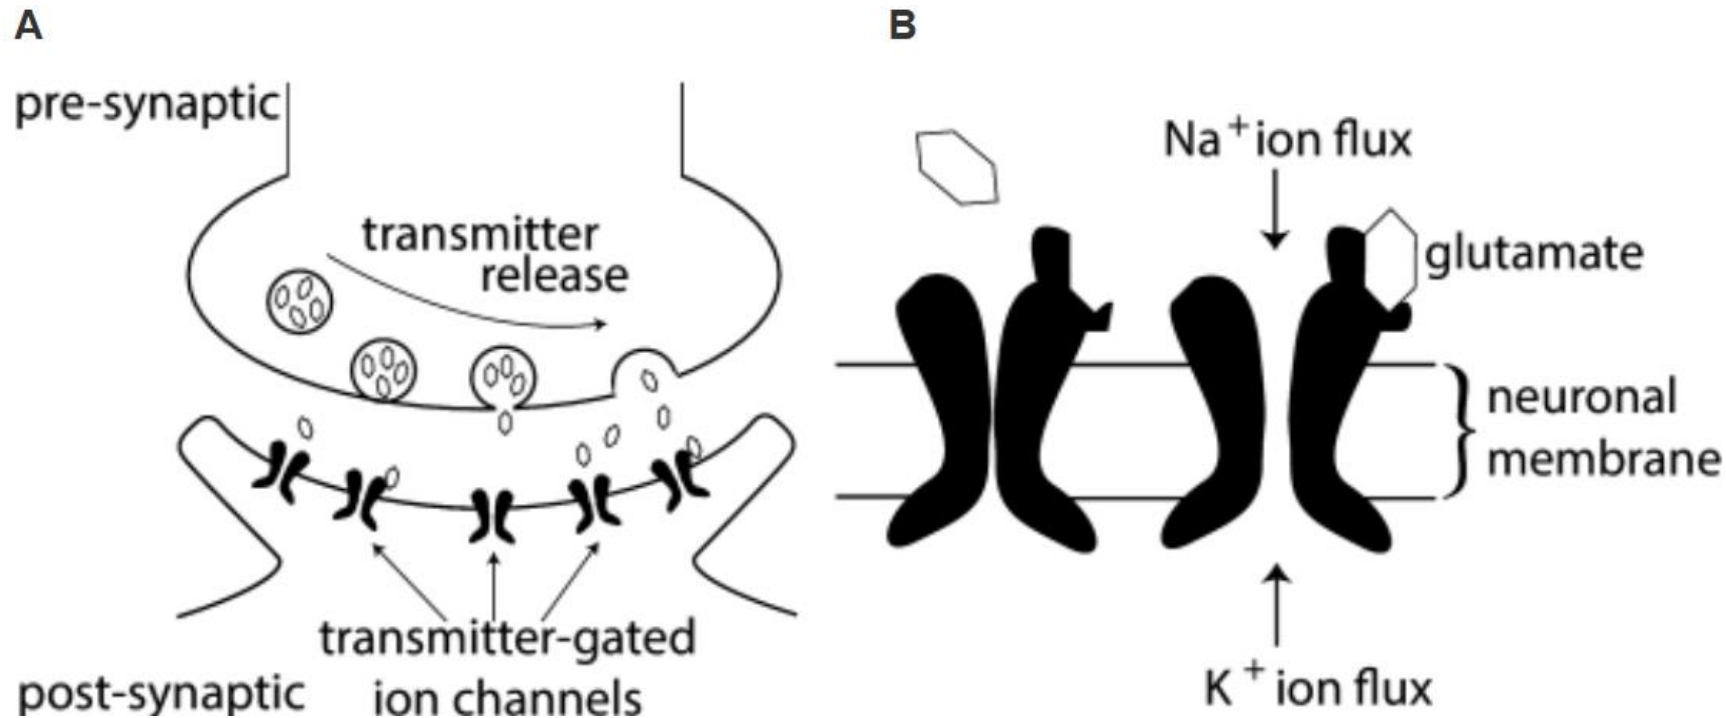 A
pre-synaptic
transmitter
release
transmitter-gated
ion channels
post-synaptic
B
Na+ ion flux
glutamate
neuronal
membrane
K+ ion flux